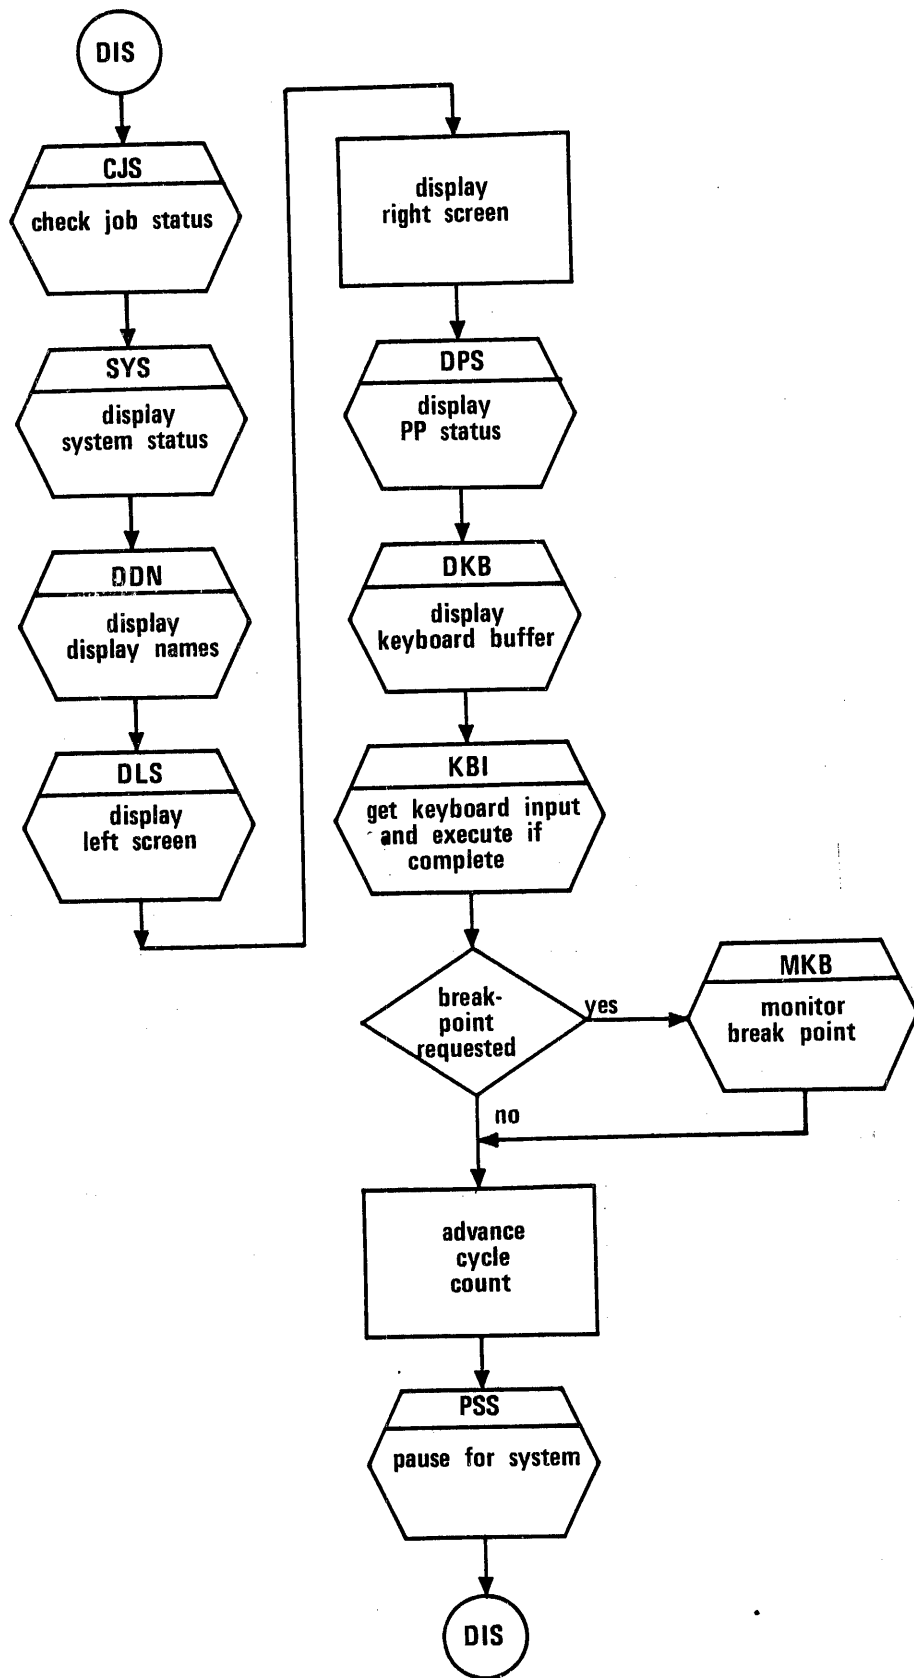 DIS
CJS
check job status
SYS
display
system status
DDN
display
display names
DLS
display
left screen
display
right screen
DPS
display
PP status
DKB
display
keyboard buffer
KBI
get keyboard input
and execute if
complete
break-
point
requested
yes
MKB
monitor
break point
no
advance
cycle
count
PSS
pause for system
DIS